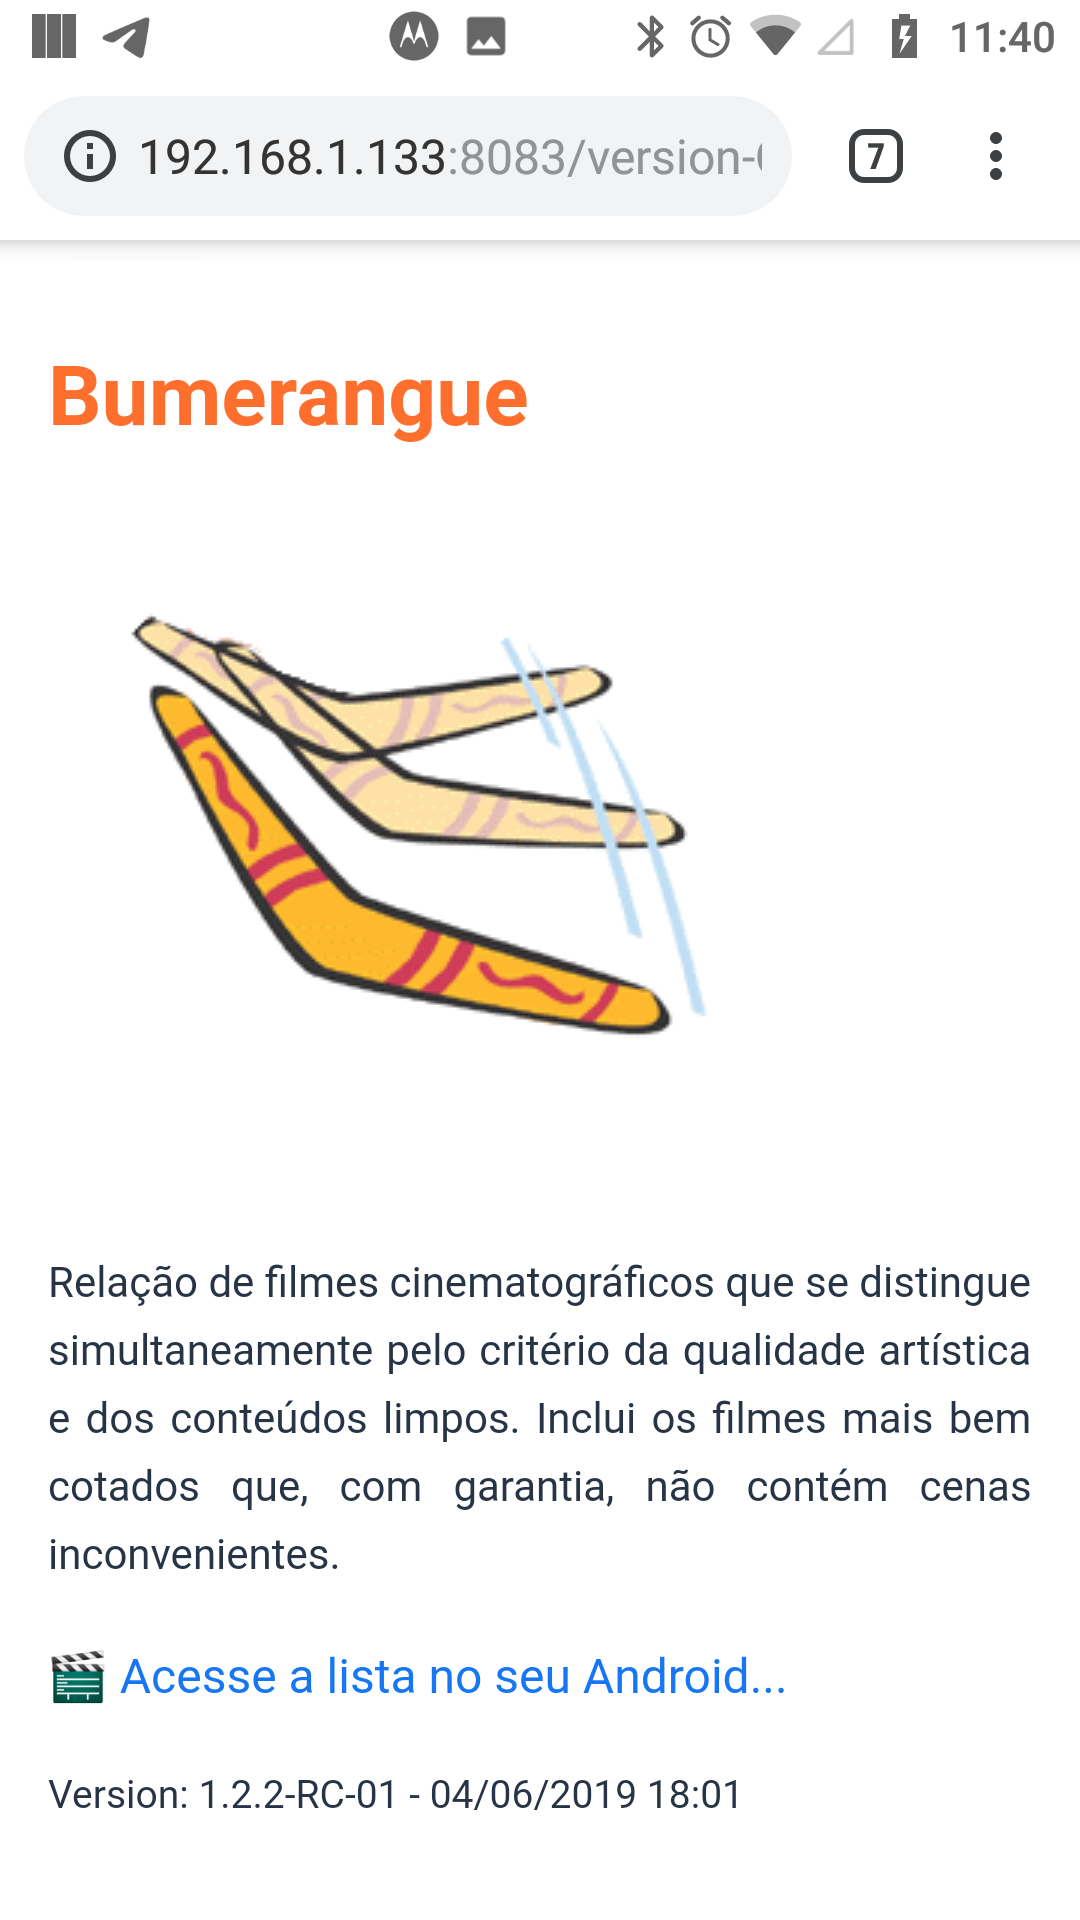 11:40
192.168.1.133:8083/version-
7
Bumerangue
Relação de filmes cinematográficos que se distingue
simultaneamente pelo critério da qualidade artística
e dos conteúdos limpos. Inclui os filmes mais bem
cotados que, com garantia, não contém cenas
inconvenientes.
Acesse a lista no seu Android...
Version: 1.2.2-RC-01 - 04/06/2019 18:01